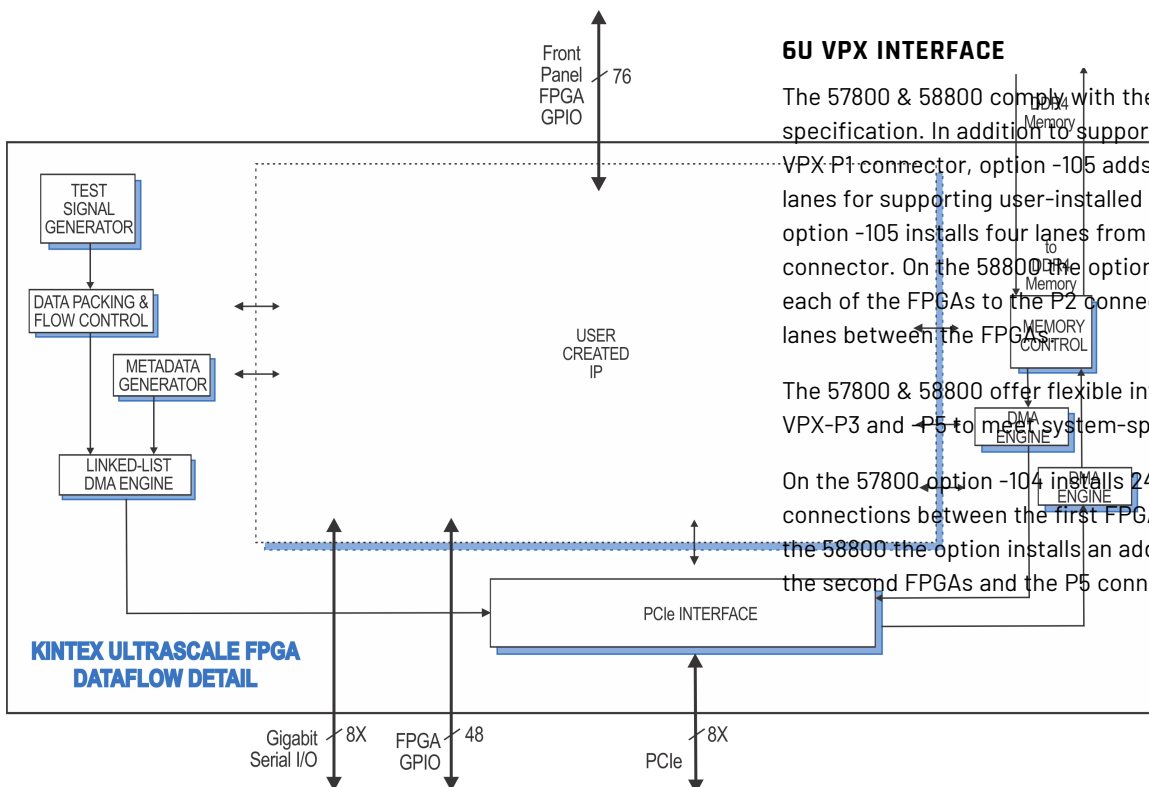 Front
Panel
FPGA
GPIO
76
TEST
SIGNAL
GENERATOR
DATA PACKING &
FLOW CONTROL
METADATA
GENERATOR
LINKED-LIST
DMA ENGINE
USER
CREATED
IP
DDR4
Memory
to
DDR4
Memory
MEMORY
CONTROL
DMA
ENGINE
DMA
ENGINE
PCIe INTERFACE
KINTEX ULTRASCALE FPGA
DATAFLOW DETAIL
Gigabit
Serial I/O
8X
FPGA
GPIO
48
PCIe
8X
6U VPX INTERFACE
The 57800 & 58800 comply with the
specification. In addition to suppor
VPX P1 connector, option -105 adds
lanes for supporting user-installed
option -105 installs four lanes from
connector. On the 58800 the option
each of the FPGAs to the P2 conne
lanes between the FPGAs.
The 57800 & 58800 offer flexible in
VPX-P3 and -P5 to meet system-sp
On the 57800 option -104 installs 24
connections between the first FPG
the 58800 the option installs an ad
the second FPGAs and the P5 conn